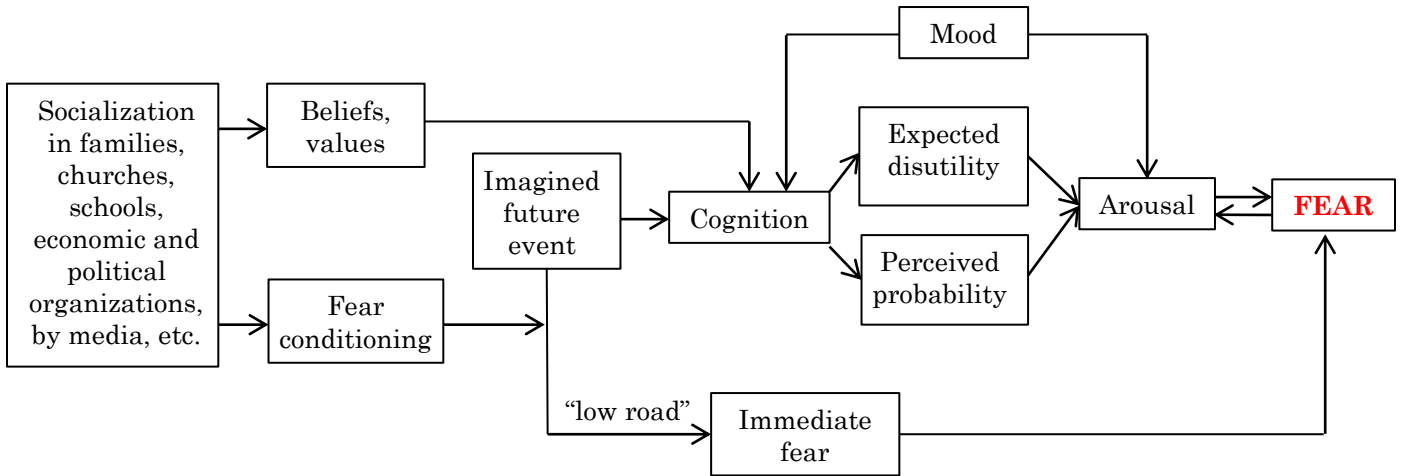 Mood
Socialization
in families,
churches,
schools,
economic and
political
organizations,
by media, etc.
Beliefs,
values
Imagined
future
event
Cognition
Expected
disutility
Perceived
probability
Arousal
FEAR
Fear
conditioning
“low road”
Immediate
fear